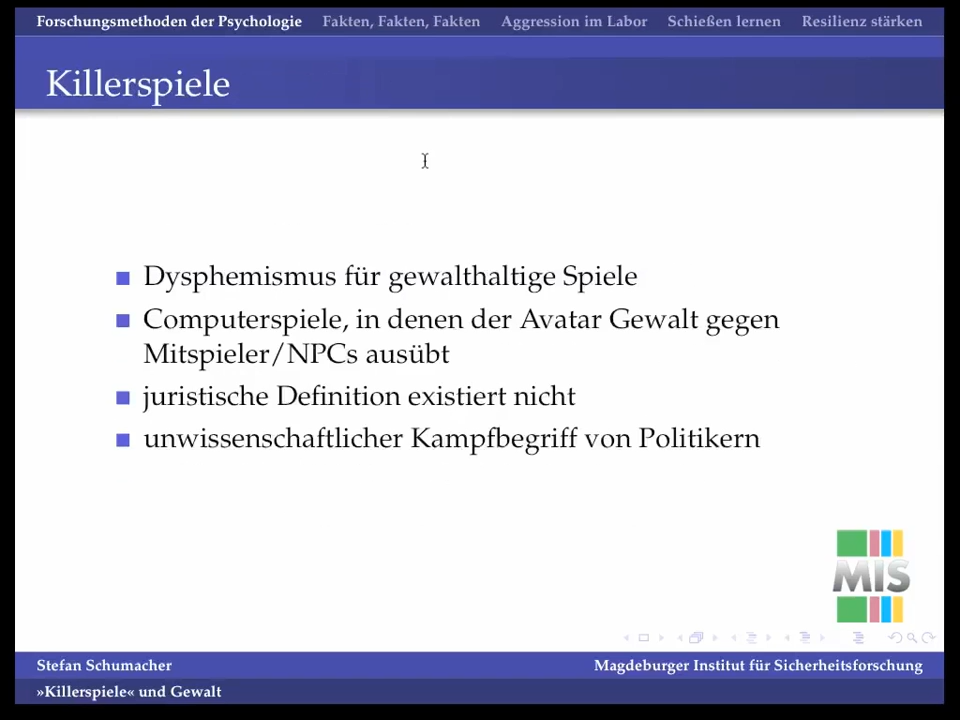 Forschungsmethoden der Psychologie Fakten, Fakten, Fakten Aggression im Labor Schießen lernen Resilienz stärken
Killerspiele
Dysphemismus für gewalthaltige Spiele
Computerspiele, in denen der Avatar Gewalt gegen
Mitspieler/NPCs ausübt
juristische Definition existiert nicht
unwissenschaftlicher Kampfbegriff von Politikern
MIS
Stefan Schumacher Magdeburger Institut für Sicherheitsforschung
»Killerspiele« und Gewalt